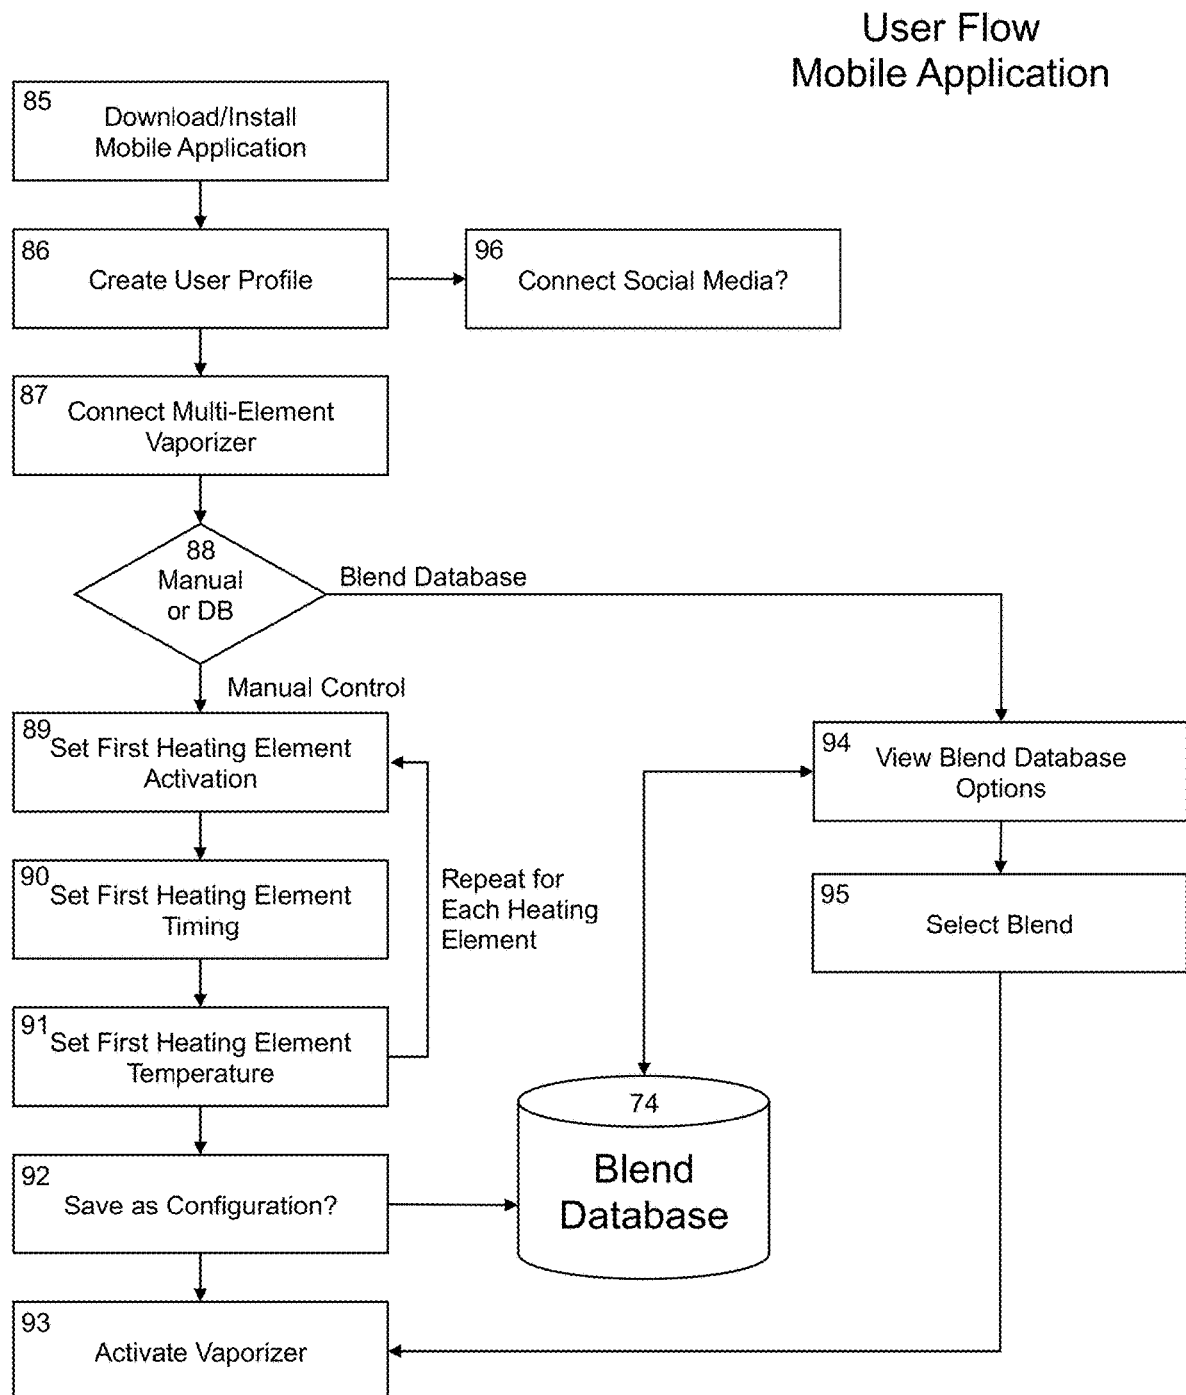 User Flow
Mobile Application
85
Download/Install
Mobile Application
86
Create User Profile
96
Connect Social Media?
87
Connect Multi-Element
Vaporizer
88
Manual
or DB
Blend Database
Manual Control
89
Set First Heating Element
Activation
94
View Blend Database
Options
90
Set First Heating Element
Timing
Repeat for
Each Heating
Element
95
Select Blend
91
Set First Heating Element
Temperature
74
Blend
Database
92
Save as Configuration?
93
Activate Vaporizer